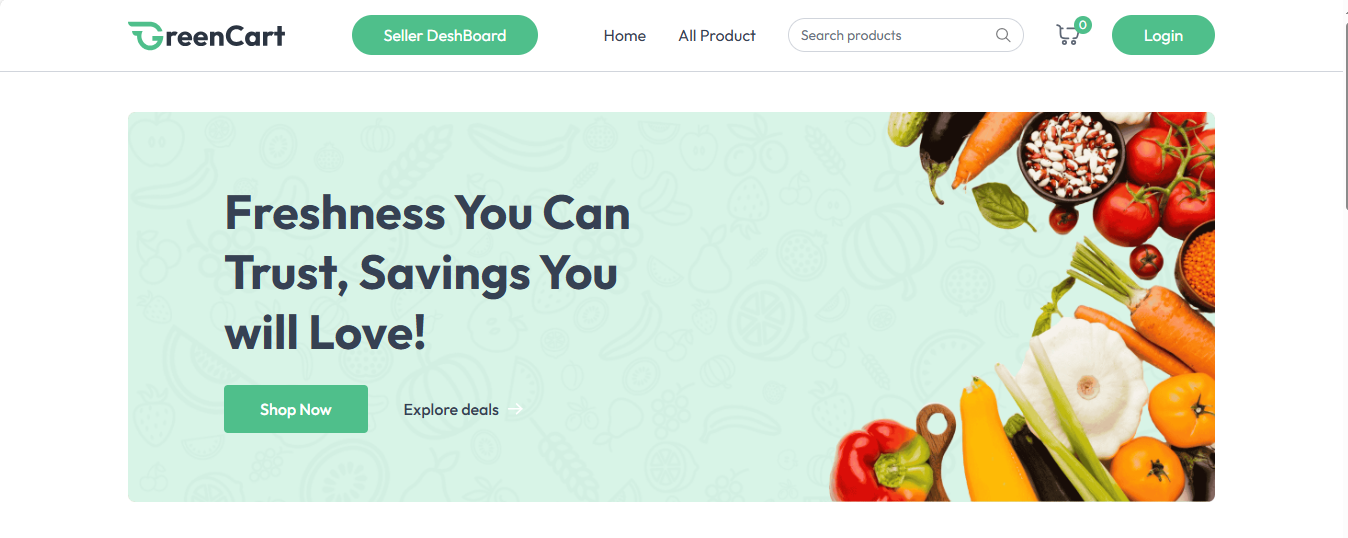 GreenCart
Seller DeshBoard
Home
All Product
Search products
0
Login
Freshness You Can
Trust, Savings You
will Love!
Shop Now
Explore deals